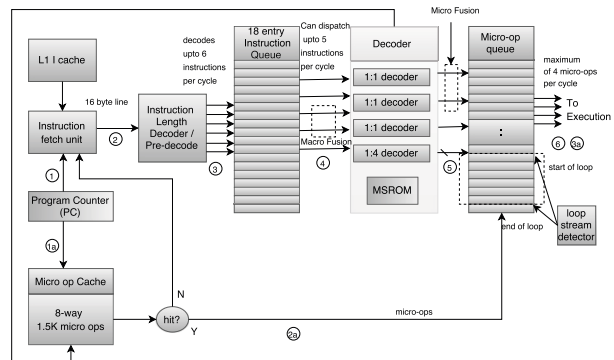 Micro Fusion
decodes
upto 6
instructions
per cycle
18 entry
Instruction
Queue
Can dispatch
upto 5
instructions
per cycle
Decoder
Micro-op
queue
maximum
of 4 micro-ops
per cycle
L1 I cache
1:1 decoder
1:1 decoder
1:1 decoder
1:4 decoder
MSROM
16 byte line
Instruction
fetch unit
2
Instruction
Length
Decoder /
Pre-decode
3
Macro Fusion
4
5
:
To
Execution
6
3a
start of loop
end of loop
loop
stream
detector
1
Program Counter
(PC)
1a
Micro op Cache
8-way
1.5K micro ops
hit?
N
Y
2a
micro-ops